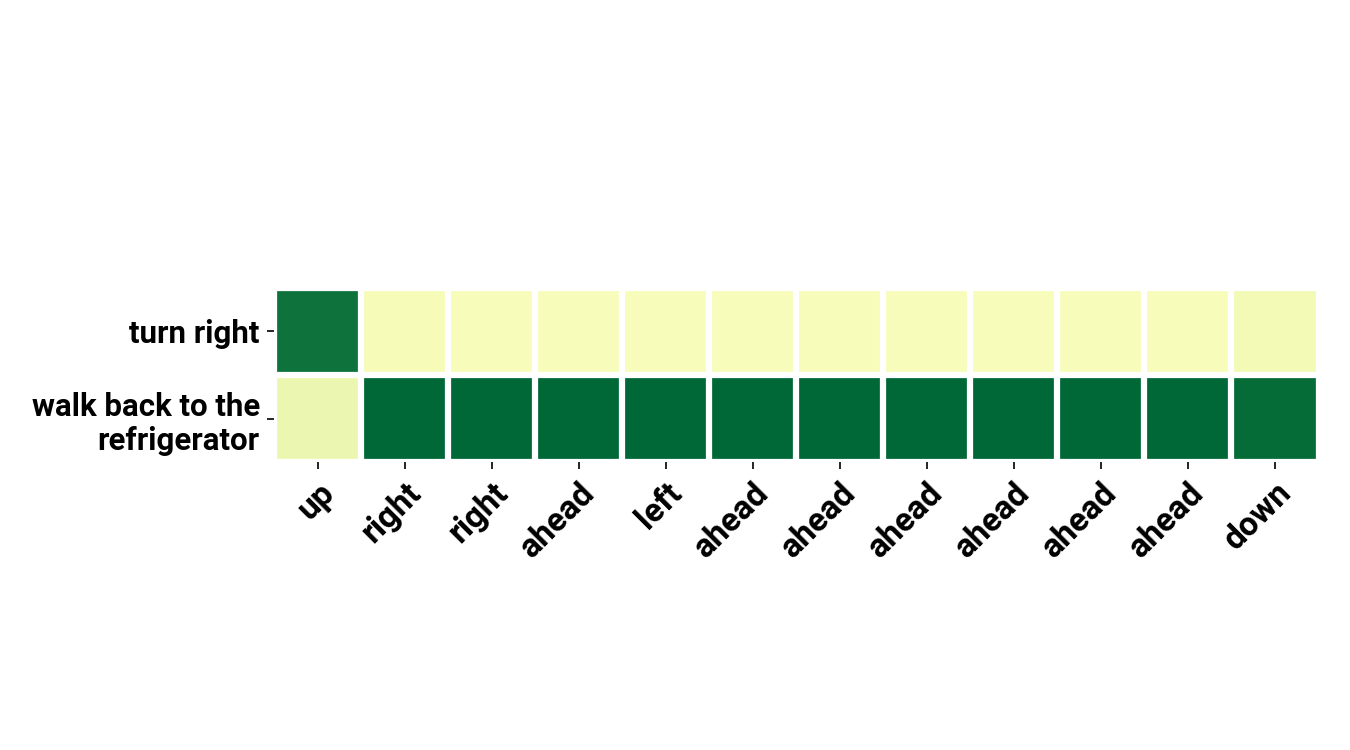 turn right
walk back to the
refrigerator
up
right
right
ahead
left
ahead
ahead
ahead
ahead
ahead
ahead
down